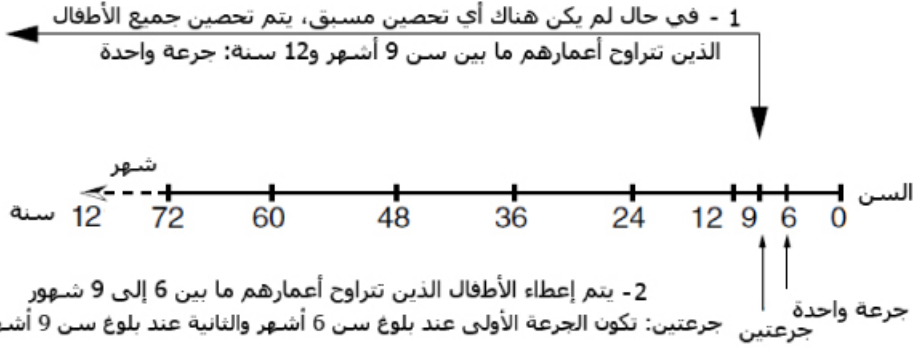 1 - في حال لم يكن هناك أي تحصين مسبق، يتم تحصين جميع الأطفال
الذين تتراوح أعمارهم ما بين سن 9 أشهر و12 سنة: جرعة واحدة
شهر
السن
0 6 9 12 24 36 48 60 72 12 سنة
2- يتم إعطاء الأطفال الذين تتراوح أعمارهم ما بين 6 إلى 9 شهور
جرعة واحدة
جرعتين
جرعتين: تكون الجرعة الأولى عند بلوغ سن 6 أشهر والثانية عند بلوغ سن 9 أشه